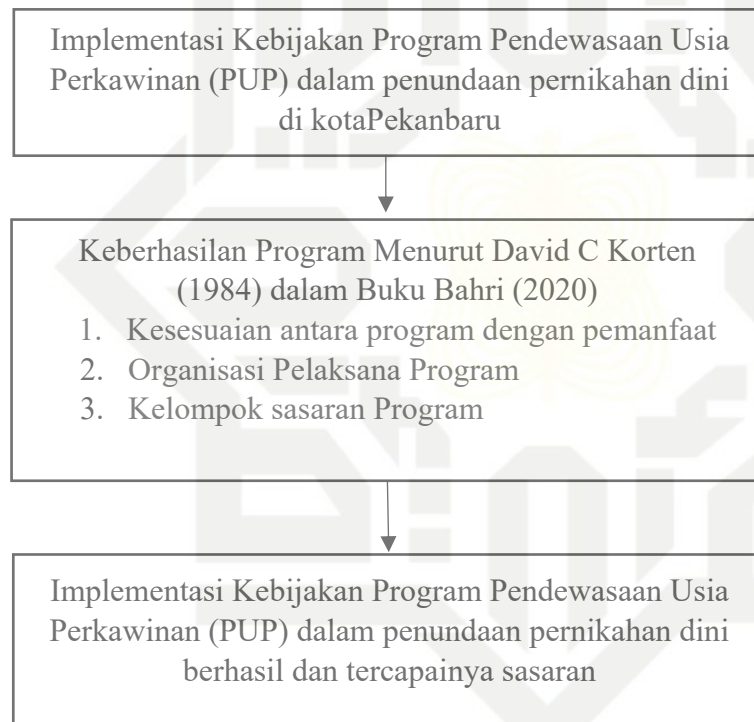 Implementasi Kebijakan Program Pendewasaan Usia
Perkawinan (PUP) dalam penundaan pernikahan dini
di kotaPekanbaru
Keberhasilan Program Menurut David C Korten
(1984) dalam Buku Bahri (2020)
1. Kesesuaian antara program dengan pemanfaat
2. Organisasi Pelaksana Program
3. Kelompok sasaran Program
Implementasi Kebijakan Program Pendewasaan Usia
Perkawinan (PUP) dalam penundaan pernikahan dini
berhasil dan tercapainya sasaran